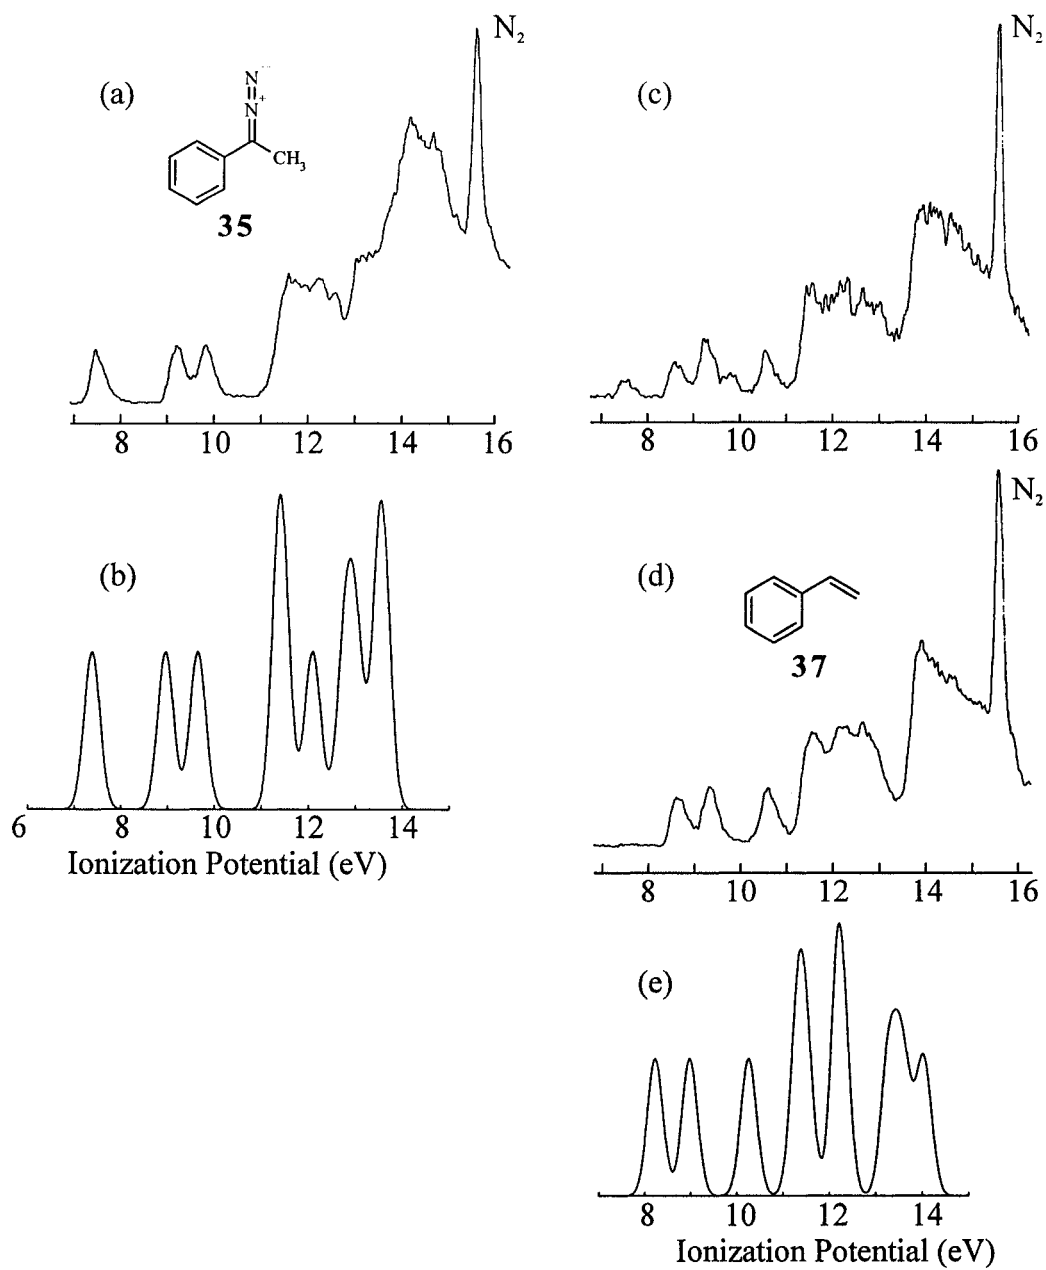 N₂
(a)
N
N⁺
CH₃
35
8 10 12 14 16
(b)
6 8 10 12 14
Ionization Potential (eV)
N₂
(c)
8 10 12 14 16
N₂
(d)
37
8 10 12 14 16
(e)
8 10 12 14
Ionization Potential (eV)